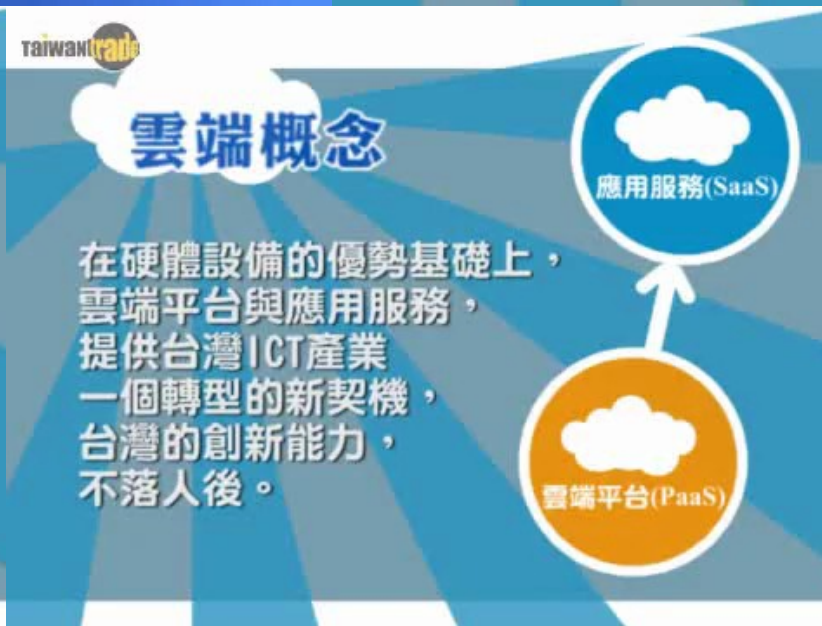 Taiwantrade
雲端概念
在硬體設備的優勢基礎上，
雲端平台與應用服務，
提供台灣ICT產業
一個轉型的新契機，
台灣的創新能力，
不落人後。
應用服務(SaaS)
雲端平台(PaaS)